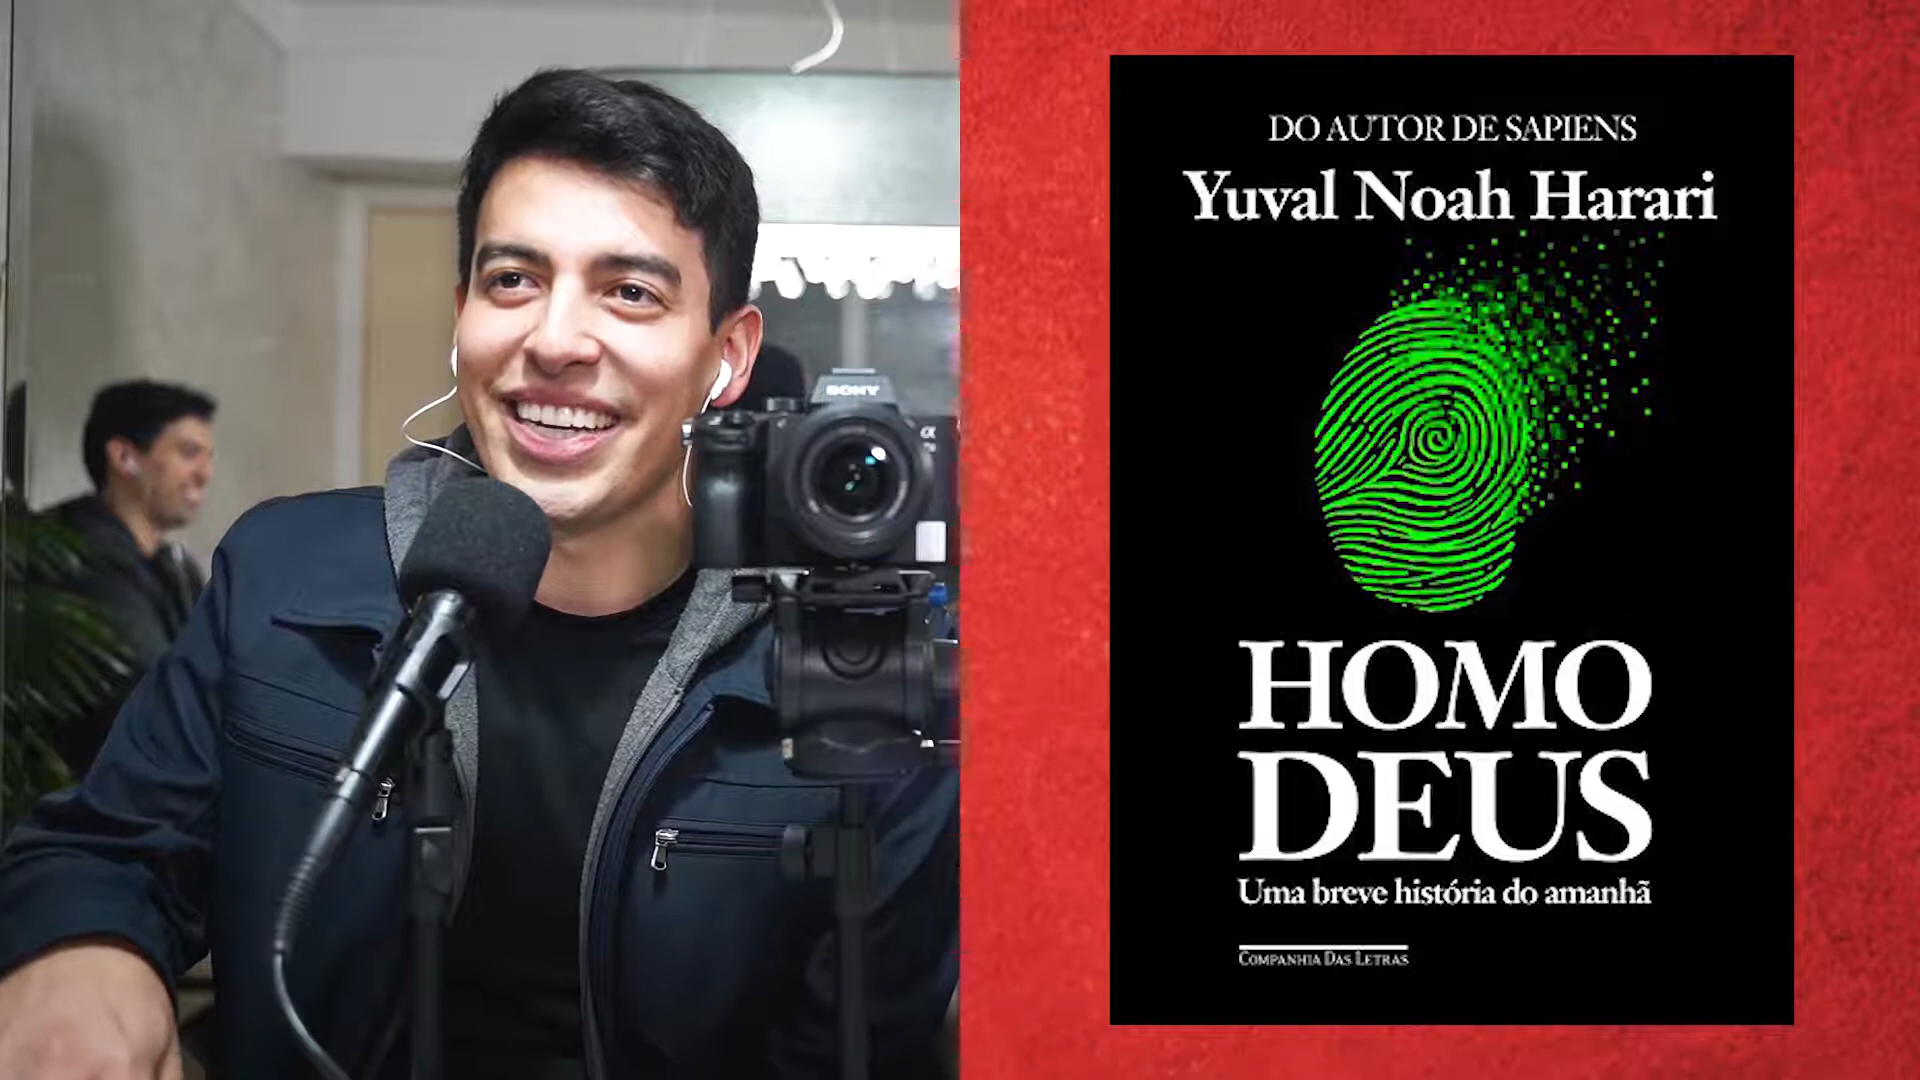 SONY
α
DO AUTOR DE SAPIENS
Yuval Noah Harari
HOMO
DEUS
Uma breve história do amanhã
COMPANHIA DAS LETRAS